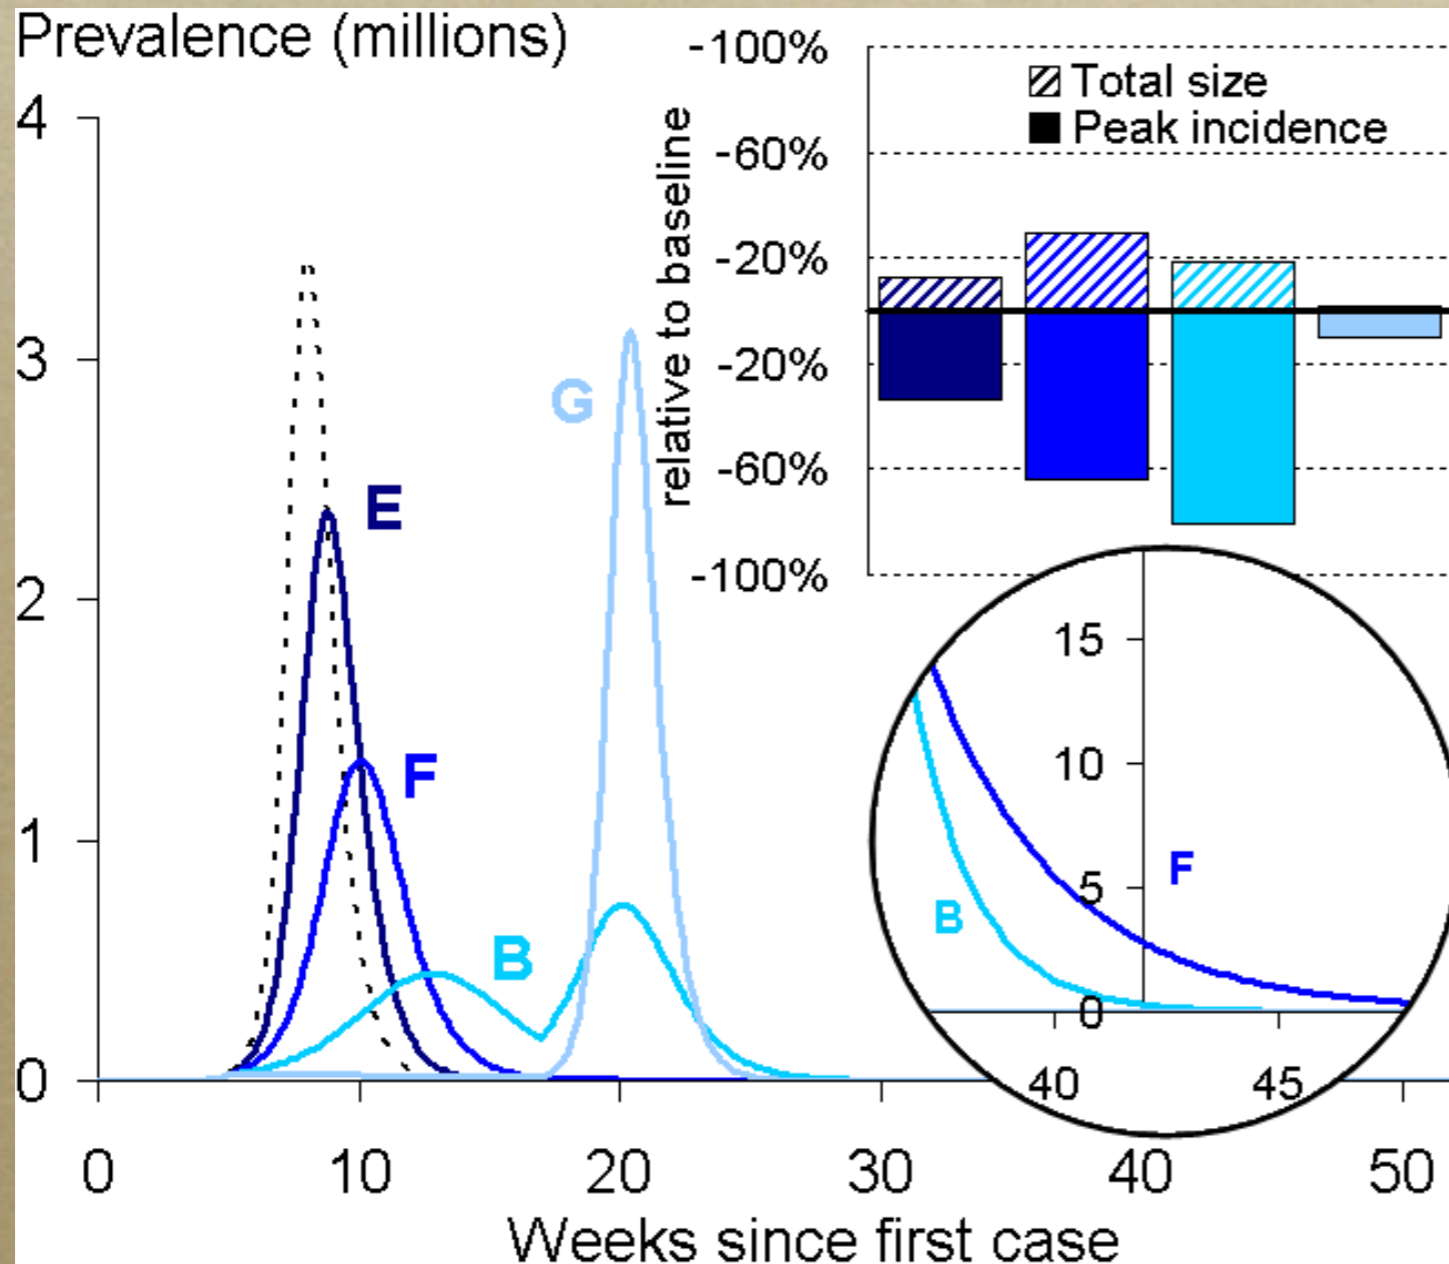 Prevalence (millions)
4
3
2
1
0
0
10
20
30
40
50
Weeks since first case
E
F
B
G
relative to baseline
-100%
-60%
-20%
-20%
-60%
-100%
Total size
Peak incidence
15
10
5
0
40
45
F
B